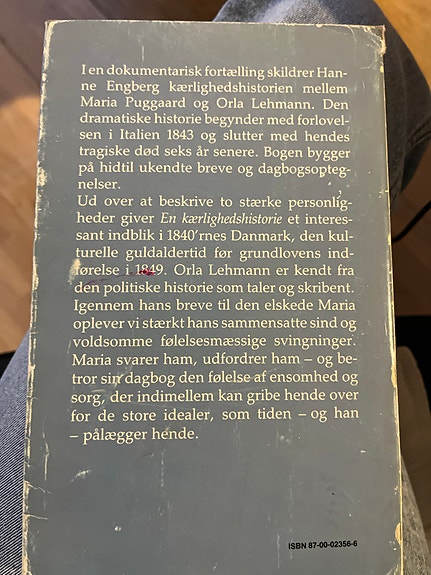 I en dokumentarisk fortælling skildrer Han-
ne Engberg kærlighedshistorien mellem
Maria Puggaard og Orla Lehmann. Den
dramatiske historie begynder med forlovel-
sen i Italien 1843 og slutter med hendes
tragiske død seks år senere. Bogen bygger
på hidtil ukendte breve og dagbogsopteg-
nelser.
Ud over at beskrive to stærke personlig-
heder giver En kærlighedshistorie et interes-
sant indblik i 1840'rnes Danmark, den kul-
turelle guldaldertid før grundlovens ind-
førelse i 1849. Orla Lehmann er kendt fra
den politiske historie som taler og skribent.
Igennem hans breve til den elskede Maria
oplever vi stærkt hans sammensatte sind og
voldsomme følelsesmæssige svingninger.
Maria svarer ham, udfordrer ham – og be-
tror sin dagbog den følelse af ensomhed og
sorg, der indimellem kan gribe hende over
for de store idealer, som tiden – og han
– pålægger hende.
ISBN 87-00-02356-6